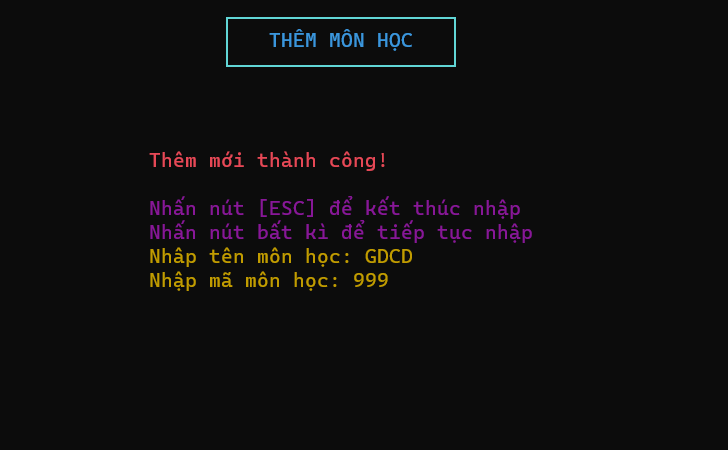 THÊM MÔN HỌC
Thêm mới thành công!
Nhấn nút [ESC] để kết thúc nhập
Nhấn nút bất kì để tiếp tục nhập
Nhâp tên môn học: GDCD
Nhập mã môn học: 999